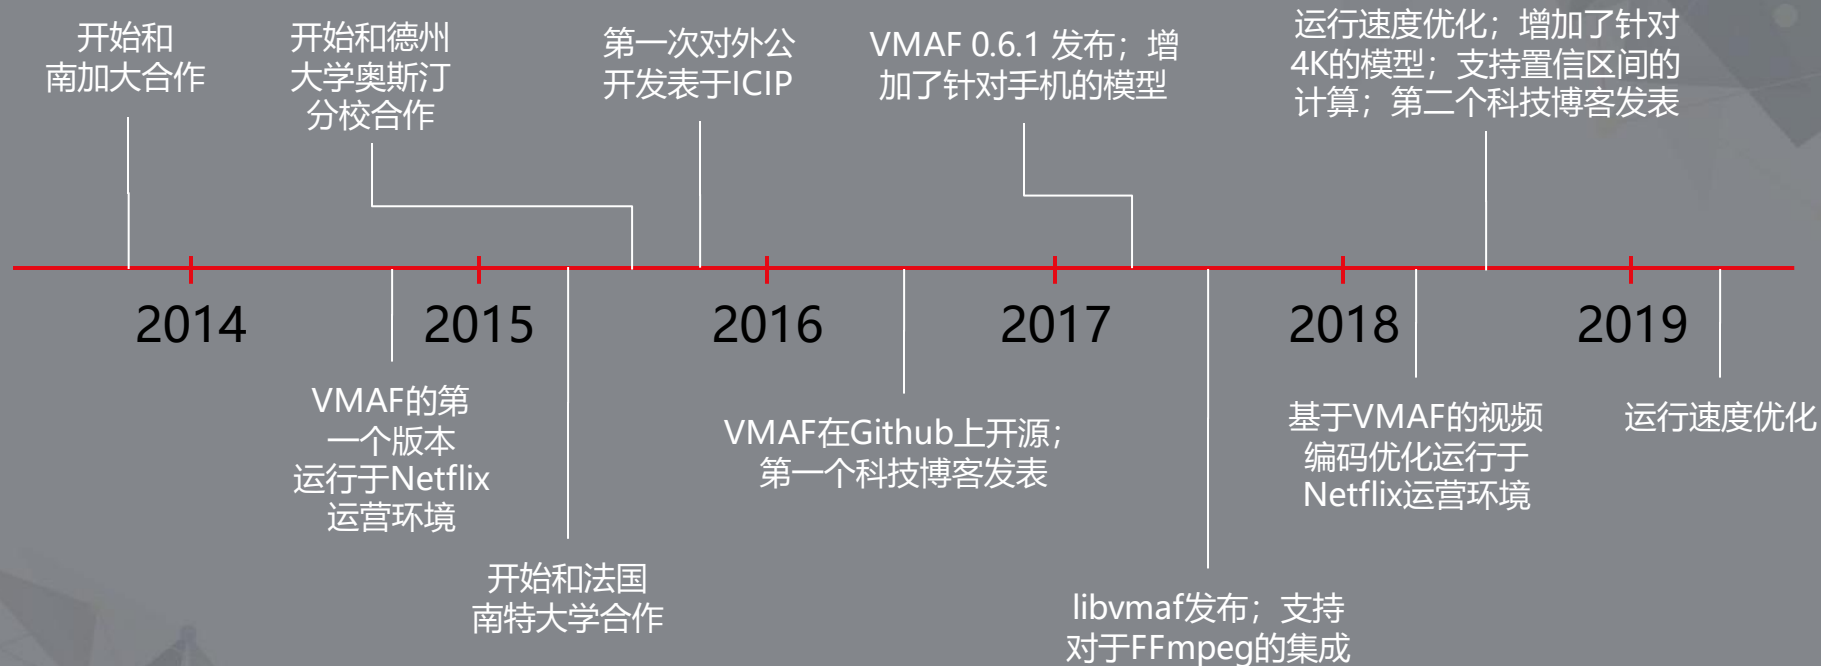 开始和
南加大合作
开始和德州
大学奥斯汀
分校合作
第一次对外公
开发表于ICIP
VMAF 0.6.1 发布；增
加了针对手机的模型
运行速度优化；增加了针对
4K的模型；支持置信区间的
计算；第二个科技博客发表
2014
2015
2016
2017
2018
2019
VMAF的第
一个版本
运行于Netflix
运营环境
开始和法国
南特大学合作
VMAF在Github上开源；
第一个科技博客发表
libvmaf发布；支持
对于FFmpeg的集成
基于VMAF的视频
编码优化运行于
Netflix运营环境
运行速度优化